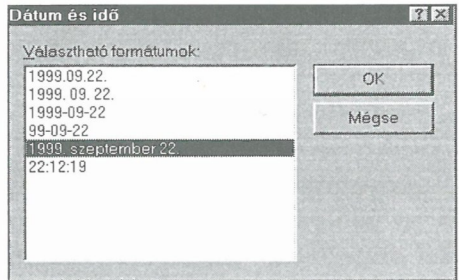 Dátum és idő
Választható formátumok:
1999.09.22.
1999. 09. 22.
1999-09-22
99-09-22
1999. szeptember 22.
22:12:19
OK
Mégse